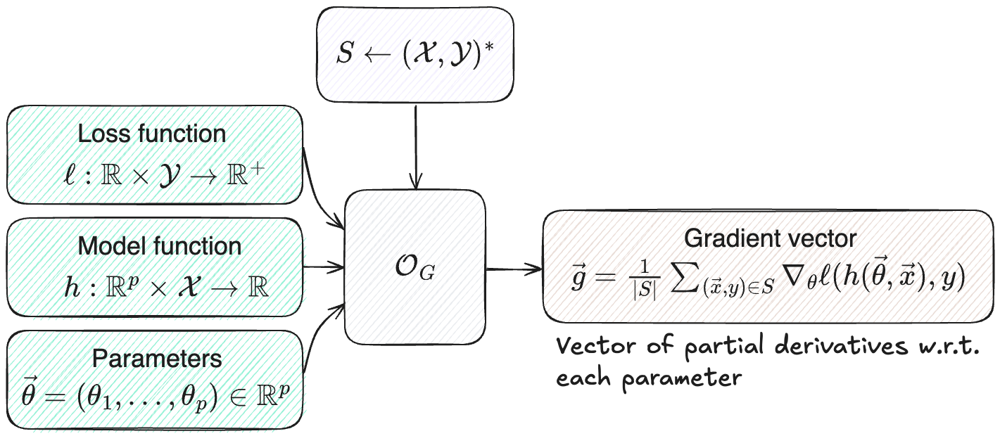 S ← (𝒳, 𝒴)*
Loss function
ℓ : ℝ × 𝒴 → ℝ⁺
Model function
h : ℝᵖ × 𝒳 → ℝ
Parameters
θ⃗ = (θ₁, . . . , θₚ) ∈ ℝᵖ
𝒪_G
Gradient vector
g⃗ = 1/|S| ∑_{(x⃗,y)∈S} ∇_θ ℓ(h(θ⃗, x⃗), y)
Vector of partial derivatives w.r.t.
each parameter